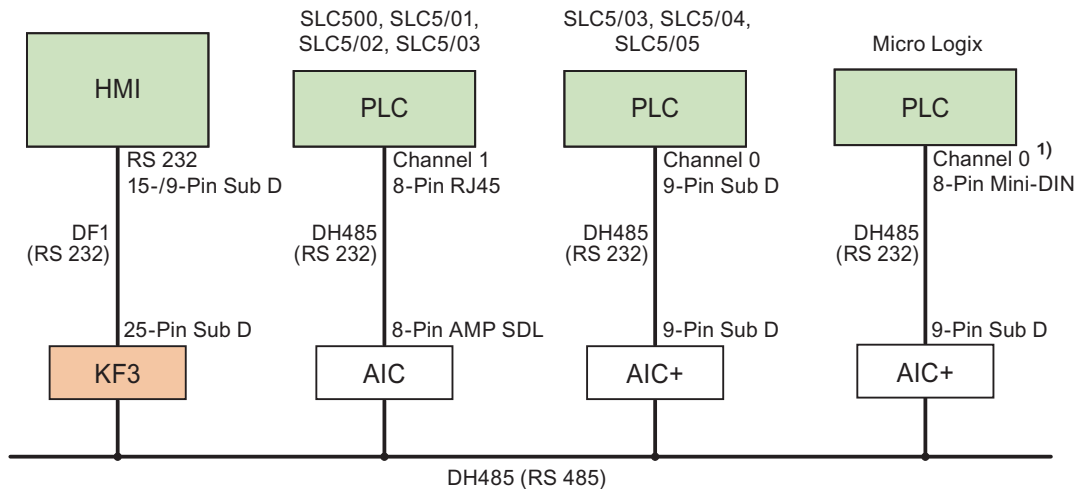 SLC500, SLC5/01,
SLC5/02, SLC5/03
SLC5/03, SLC5/04,
SLC5/05
Micro Logix
HMI
PLC
PLC
PLC
RS 232
15-/9-Pin Sub D
Channel 1
8-Pin RJ45
Channel 0
9-Pin Sub D
Channel 0 1)
8-Pin Mini-DIN
DF1
(RS 232)
DH485
(RS 232)
DH485
(RS 232)
DH485
(RS 232)
25-Pin Sub D
8-Pin AMP SDL
9-Pin Sub D
9-Pin Sub D
KF3
AIC
AIC+
AIC+
DH485 (RS 485)